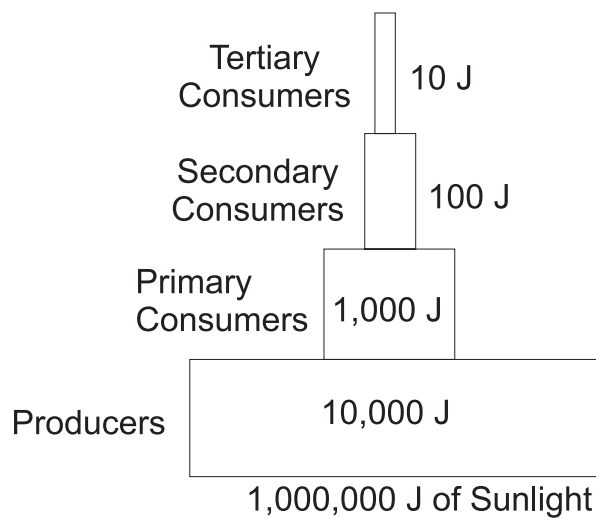 Tertiary
Consumers
10 J
Secondary
Consumers
100 J
Primary
Consumers
1,000 J
Producers
10,000 J
1,000,000 J of Sunlight